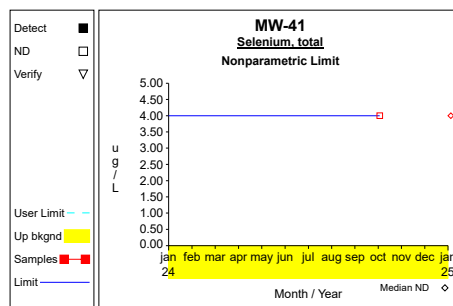 Detect
ND
Verify
User Limit
Up bkgnd
Samples
Limit
MW-41
Selenium, total
Nonparametric Limit
ug/L
5.00
4.50
4.00
3.50
3.00
2.50
2.00
1.50
1.00
0.50
0.00
jan feb mar apr may jun jul aug sep oct nov dec jan
24 25
Month / Year
Median ND